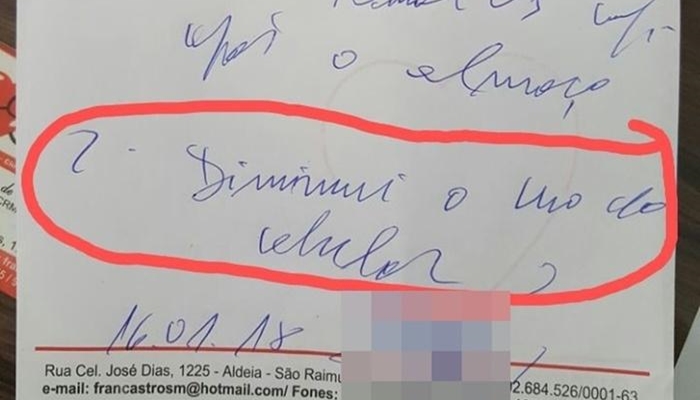 após o almoço
2 - Diminuir o uso do
celular
16.01.18
Rua Cel. José Dias, 1225 - Aldeia - São Raimu
e-mail: francastrosm@hotmail.com/ Fones:
2.684.526/0001-63